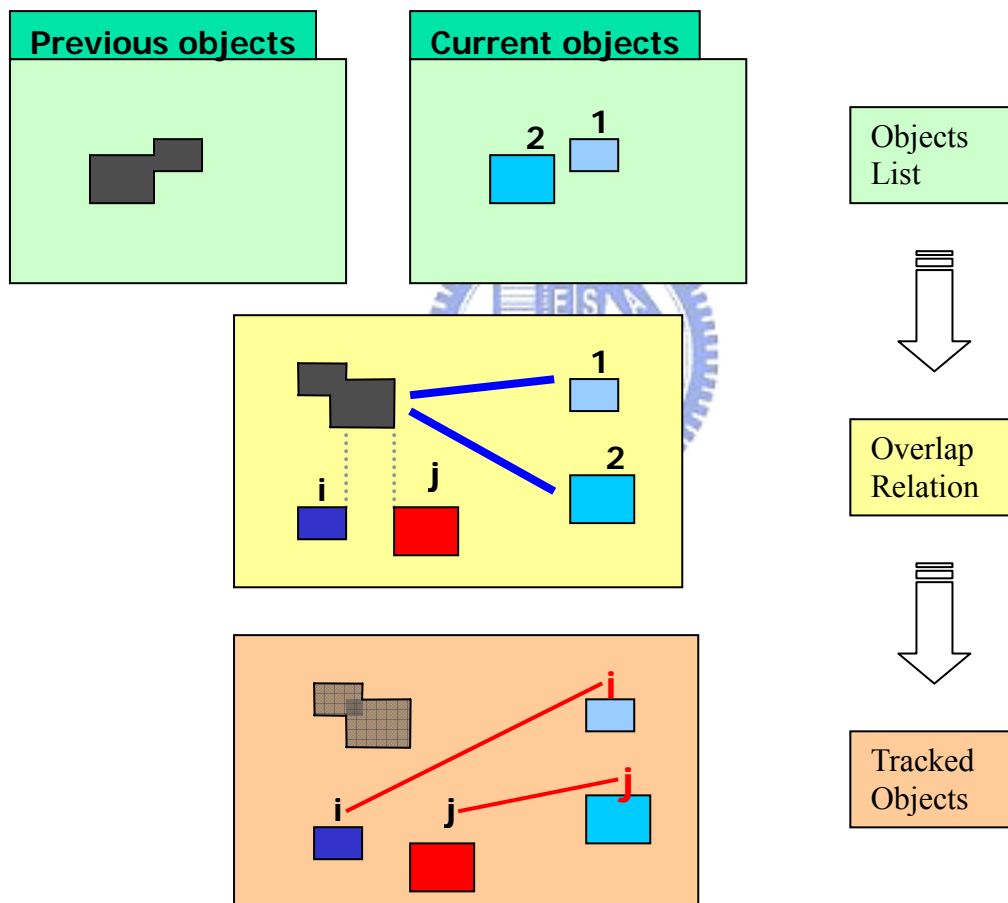 Previous objects
Current objects
1
2
Objects
List
E S A
1
2
i
j
Overlap
Relation
i
j
i
j
Tracked
Objects